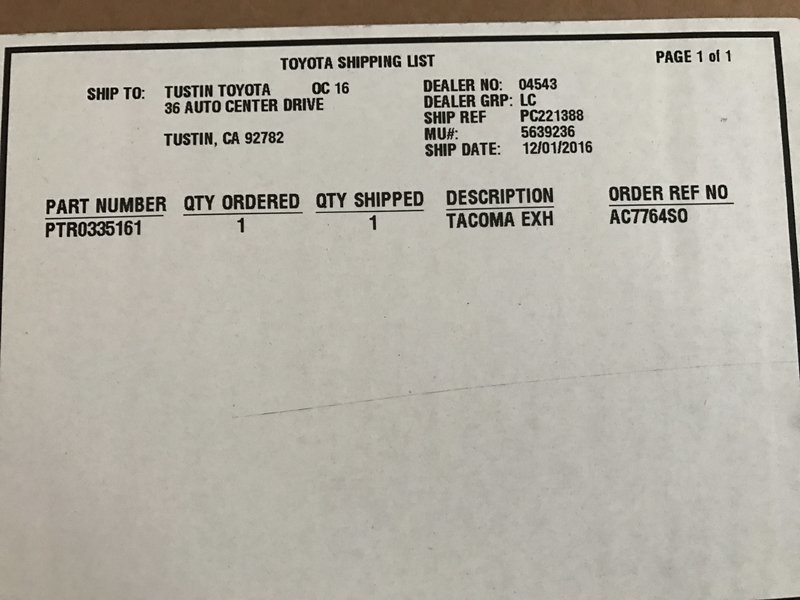 TOYOTA SHIPPING LIST PAGE 1 of 1
SHIP TO: TUSTIN TOYOTA OC 16
36 AUTO CENTER DRIVE
TUSTIN, CA 92782
DEALER NO: 04543
DEALER GRP: LC
SHIP REF PC221388
MU#: 5639236
SHIP DATE: 12/01/2016
PART NUMBER QTY ORDERED QTY SHIPPED DESCRIPTION ORDER REF NO
PTR0335161 1 1 TACOMA EXH AC7764SO